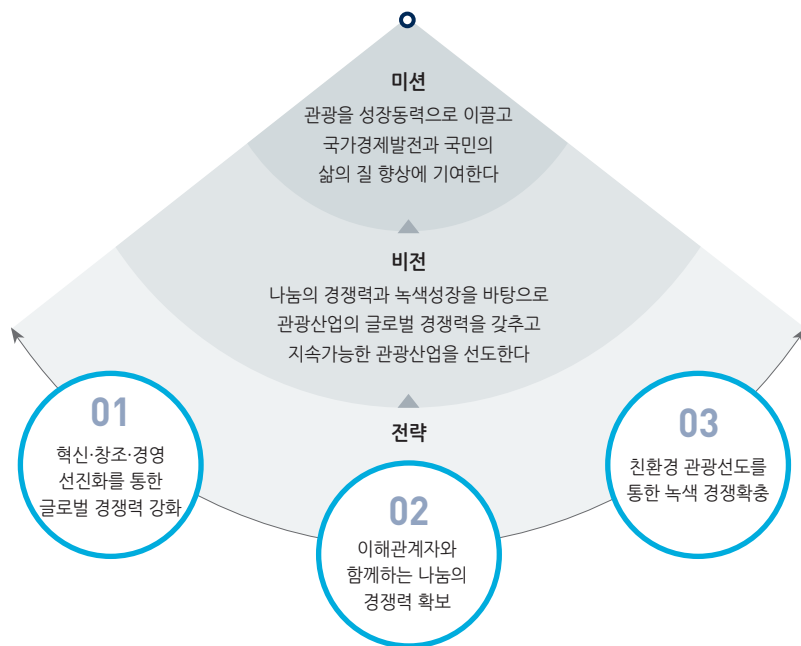 미션
관광을 성장동력으로 이끌고
국가경제발전과 국민의
삶의 질 향상에 기여한다
비전
나눔의 경쟁력과 녹색성장을 바탕으로
관광산업의 글로벌 경쟁력을 갖추고
지속가능한 관광산업을 선도한다
전략
01
혁신·창조·경영
선진화를 통한
글로벌 경쟁력 강화
02
이해관계자와
함께하는 나눔의
경쟁력 확보
03
친환경 관광선도를
통한 녹색 경쟁확충